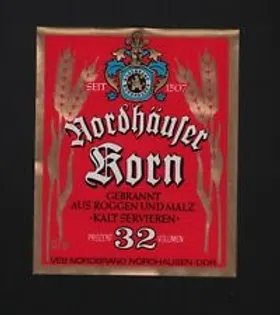 SEIT 1507
Nordhäuser
Korn
GEBRANNT
AUS ROGGEN UND MALZ
·KALT SERVIEREN·
PROZENT 32 VOLUMEN
VEB NORDBRAND NORDHAUSEN·DDR